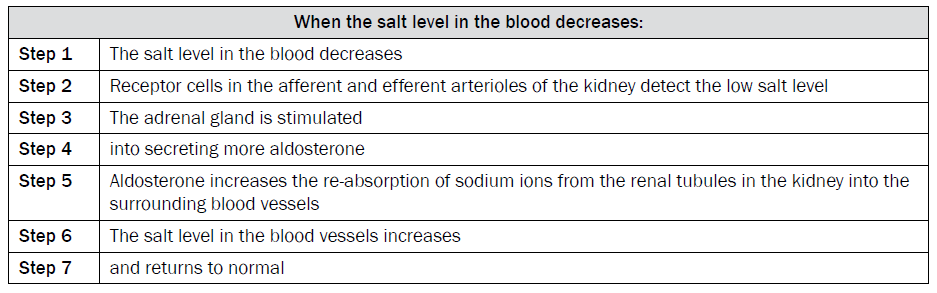 When the salt level in the blood decreases:
Step 1 The salt level in the blood decreases
Step 2 Receptor cells in the afferent and efferent arterioles of the kidney detect the low salt level
Step 3 The adrenal gland is stimulated
Step 4 into secreting more aldosterone
Step 5 Aldosterone increases the re-absorption of sodium ions from the renal tubules in the kidney into the
surrounding blood vessels
Step 6 The salt level in the blood vessels increases
Step 7 and returns to normal